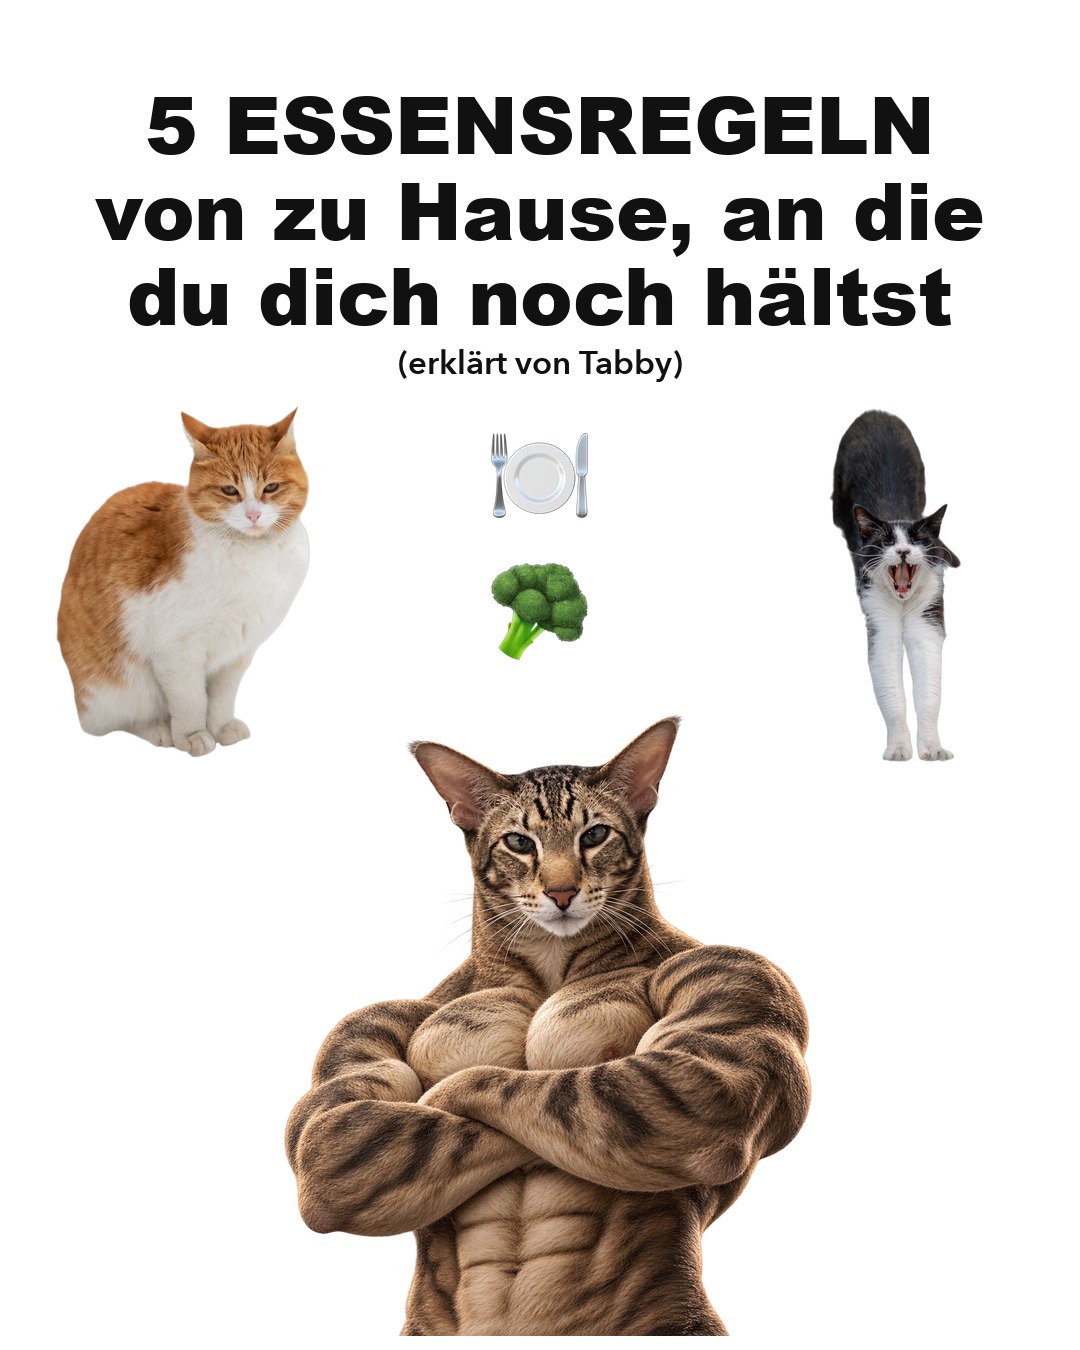 5 ESSENSREGELN
von zu Hause, an die
du dich noch hältst
(erklärt von Tabby)